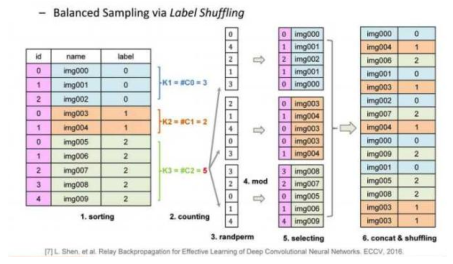 – Balanced Sampling via Label Shuffling
id name label
0 img000 0
1 img001 0
2 img002 0
0 img003 1
1 img004 1
0 img005 2
1 img006 2
2 img007 2
3 img008 2
4 img009 2
1. sorting
K1 = #C0 = 3
K2 = #C1 = 2
K3 = #C2 = 5
2. counting
0
4
2
1
3
2
1
4
0
3
3
2
0
1
4
3. randperm
4. mod
0 img000
1 img001
2 img002
1 img001
0 img000
0 img003
1 img004
0 img003
0 img003
1 img004
3 img008
2 img007
0 img005
1 img006
4 img009
5. selecting
img000 0
img004 1
img006 2
img001 0
img003 1
img002 0
img007 2
img004 1
img000 0
img009 2
img001 0
img005 2
img008 2
img003 1
img003 1
6. concat & shuffling
[7] L. Shen, et al. Relay Backpropagation for Effective Learning of Deep Convolutional Neural Networks. ECCV, 2016.